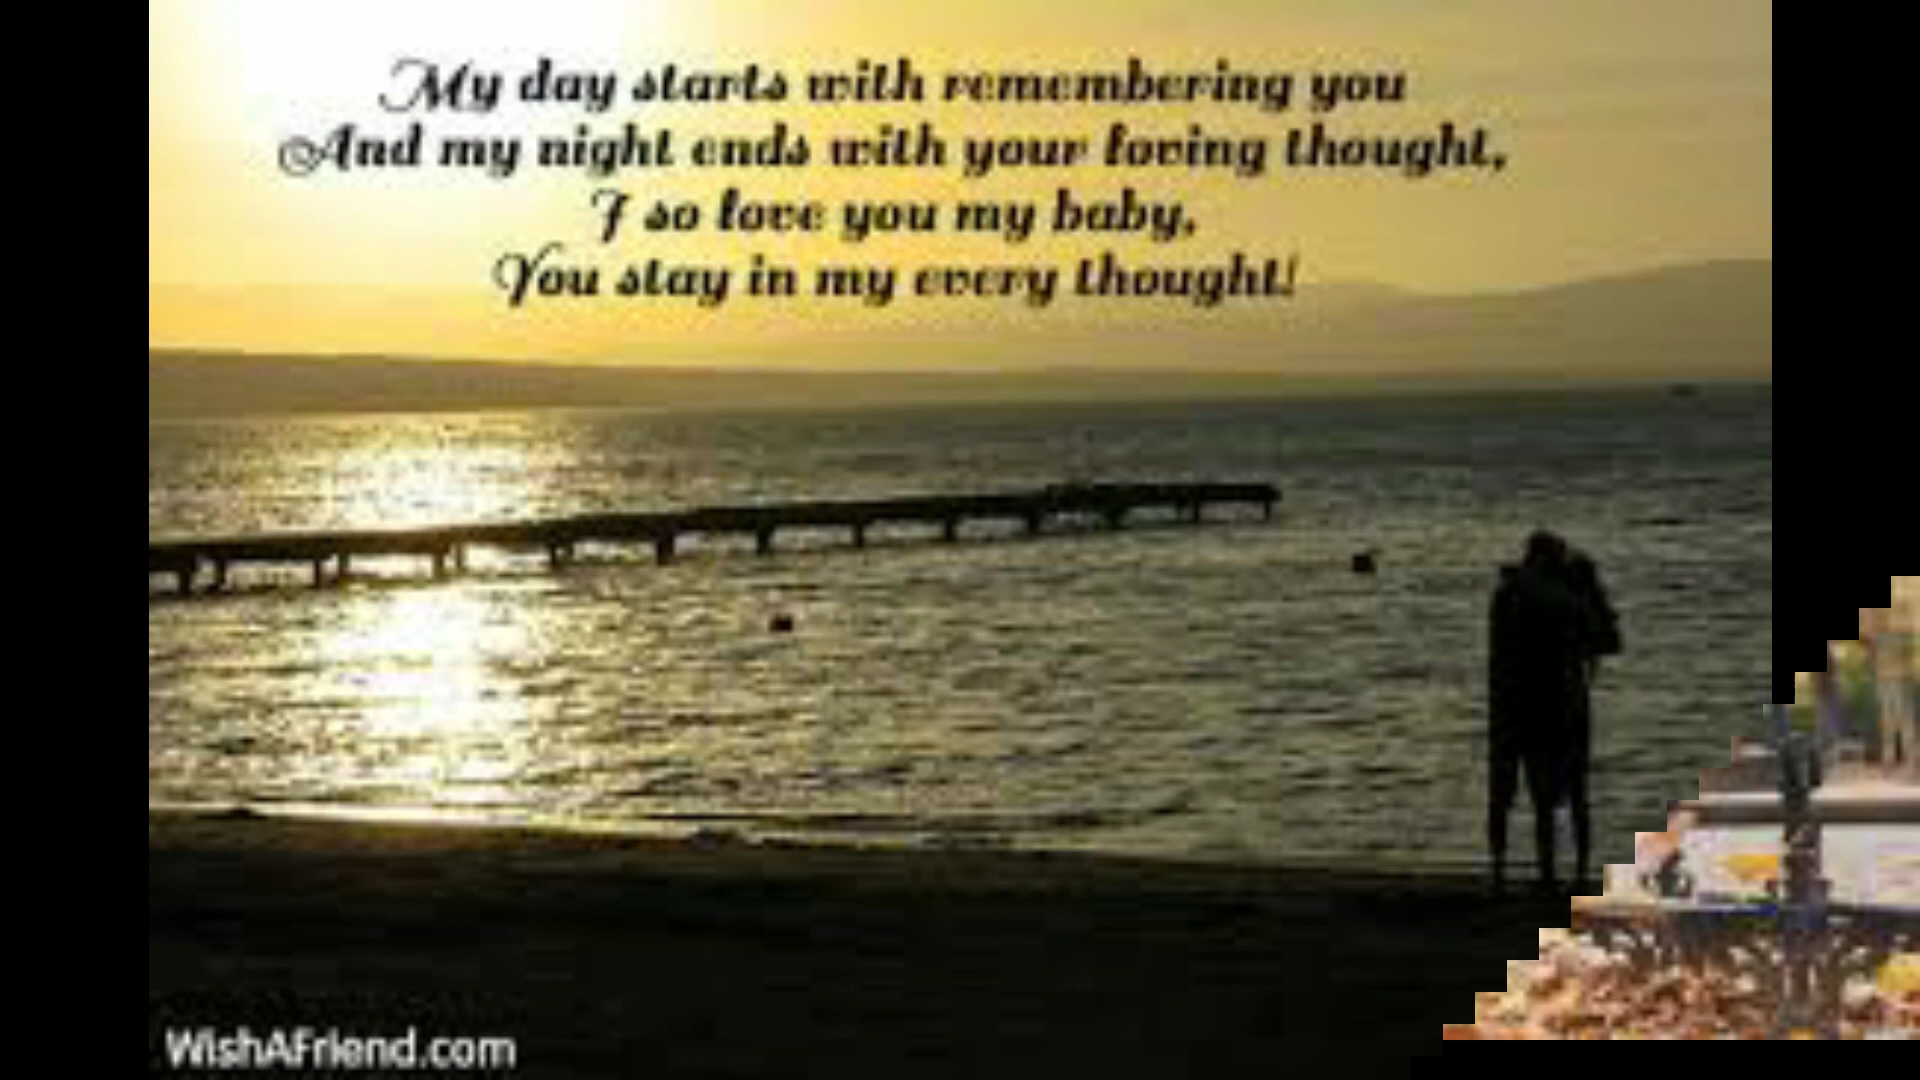 My day starts with remembering you
And my night ends with your loving thought,
I so love you my baby,
You stay in my every thought!
WishAFriend.com